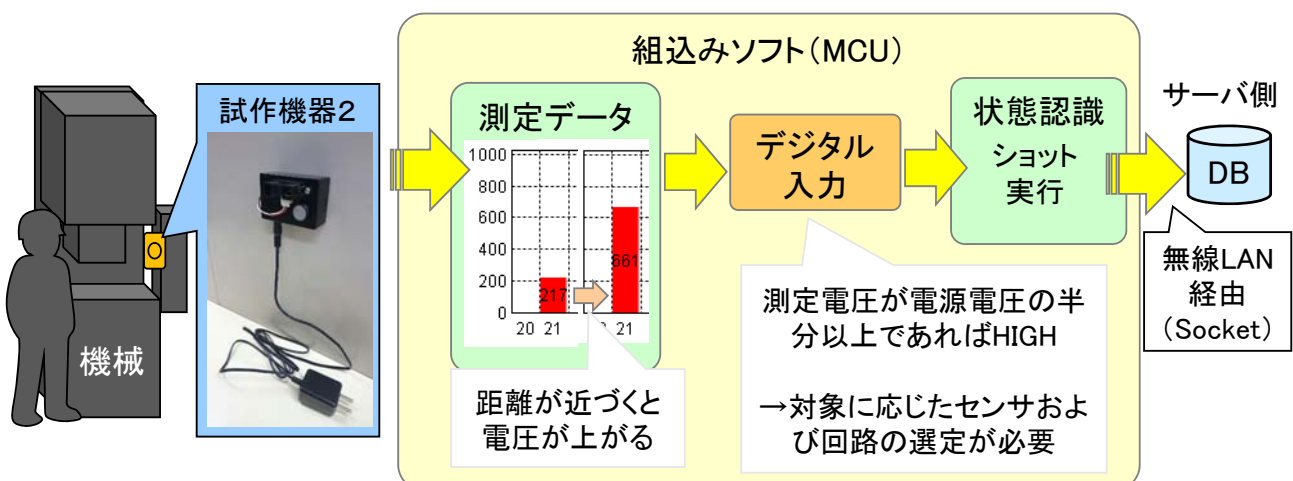 組込みソフト（MCU）
試作機器２
機械
測定データ
1000
800
600
400
200
0
217
661
20 21
21
距離が近づくと
電圧が上がる
デジタル
入力
測定電圧が電源電圧の半
分以上であればHIGH
→対象に応じたセンサおよ
び回路の選定が必要
状態認識
ショット
実行
サーバ側
DB
無線LAN
経由
（Socket）